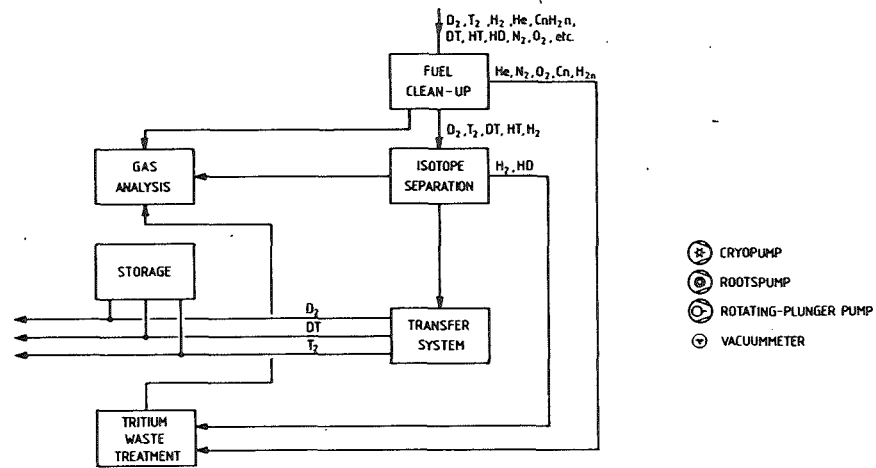 D₂, T₂, H₂, He, CnH₂n,
DT, HT, HD, N₂, O₂, etc.
FUEL
CLEAN-UP
He, N₂, O₂, Cn, H₂n
D₂, T₂, DT, HT, H₂
GAS
ANALYSIS
ISOTOPE
SEPARATION
H₂, HD
STORAGE
D₂
DT
T₂
TRANSFER
SYSTEM
TRITIUM
WASTE
TREATMENT
CRYOPUMP
ROOTSPUMP
ROTATING-PLUNGER PUMP
VACUUMMETER